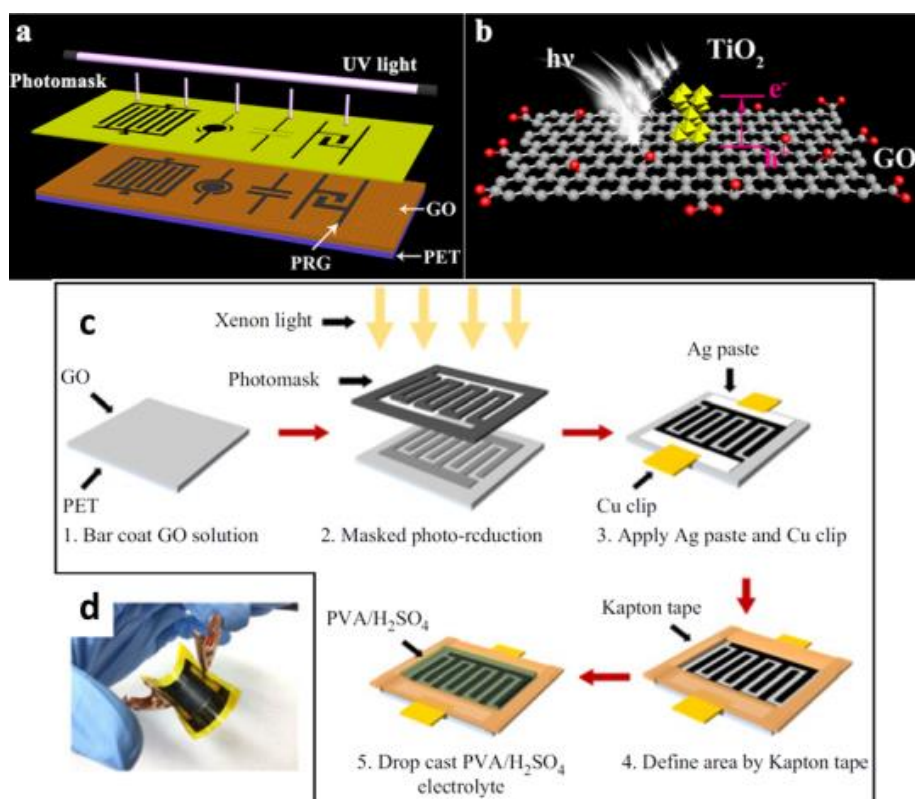 a
UV light
Photomask
GO
PRG
PET
b
hν
TiO₂
e⁻
h⁺
GO
c
Xenon light
Photomask
GO
PET
1. Bar coat GO solution
2. Masked photo-rcduction
Ag paste
Cu clip
3. Apply Ag paste and Cu clip
d
PVA/H₂SO₄
5. Drop cast PVA/H₂SO₄
electrolyte
Kapton tape
4. Define area by Kapton tape